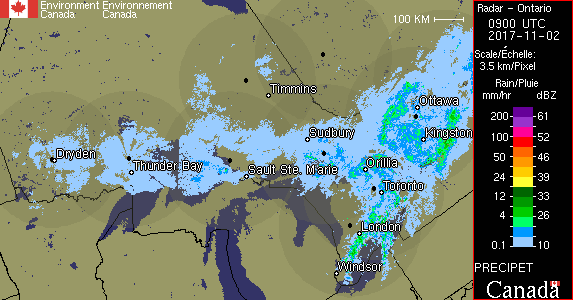 Environment Environnement
Canada Canada
100 KM
Timmins
Ottawa
Sudbury
Kingston
Dryden
Thunder Bay
Sault Ste. Marie
Orillia
Toronto
London
Windsor
Radar - Ontario
0900 UTC
2017-11-02
Scale/Échelle:
3.5 km/Pixel
Rain/Pluie
mm/hr dBZ
200 61
100 52
50 46
24 39
12 33
4 26
0.1 10
PRECIPET
Canada